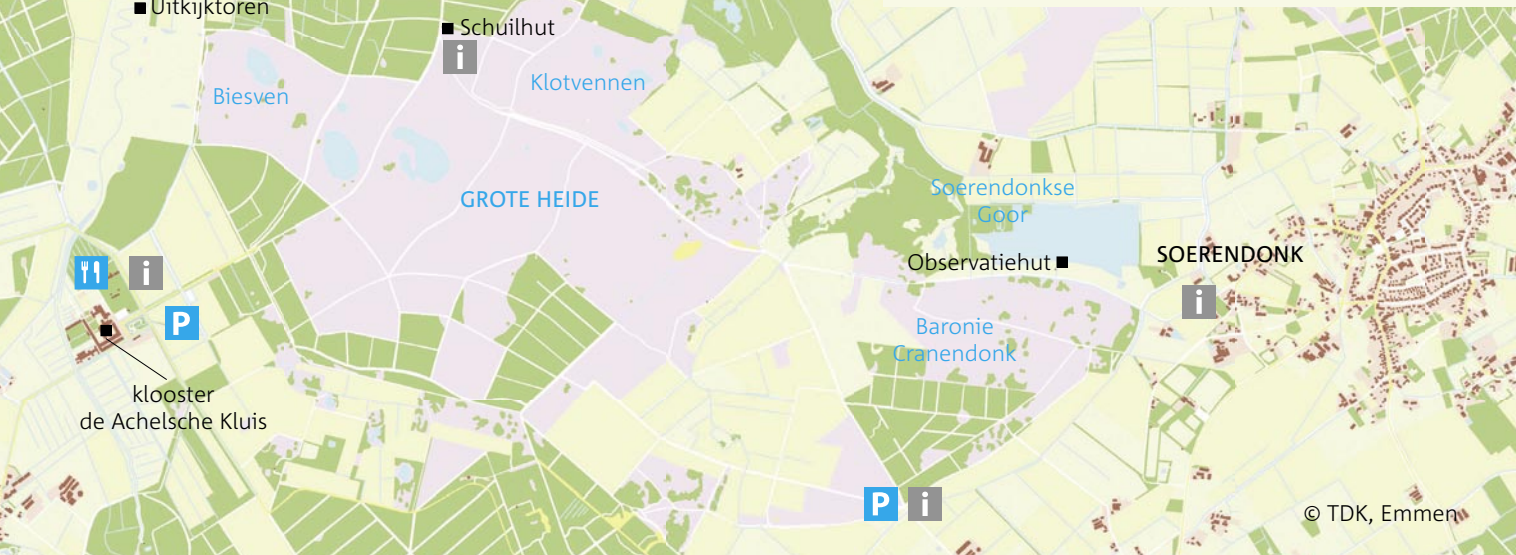 Uitkijktoren
Schuilhut
i
Klotvennen
Biesven
GROTE HEIDE
Soerendonkse
Goor
Observatiehut
SOERENDONK
i
i
P
Baronie
Cranendonk
klooster
de Achelsche Kluis
P
i
© TDK, Emmen